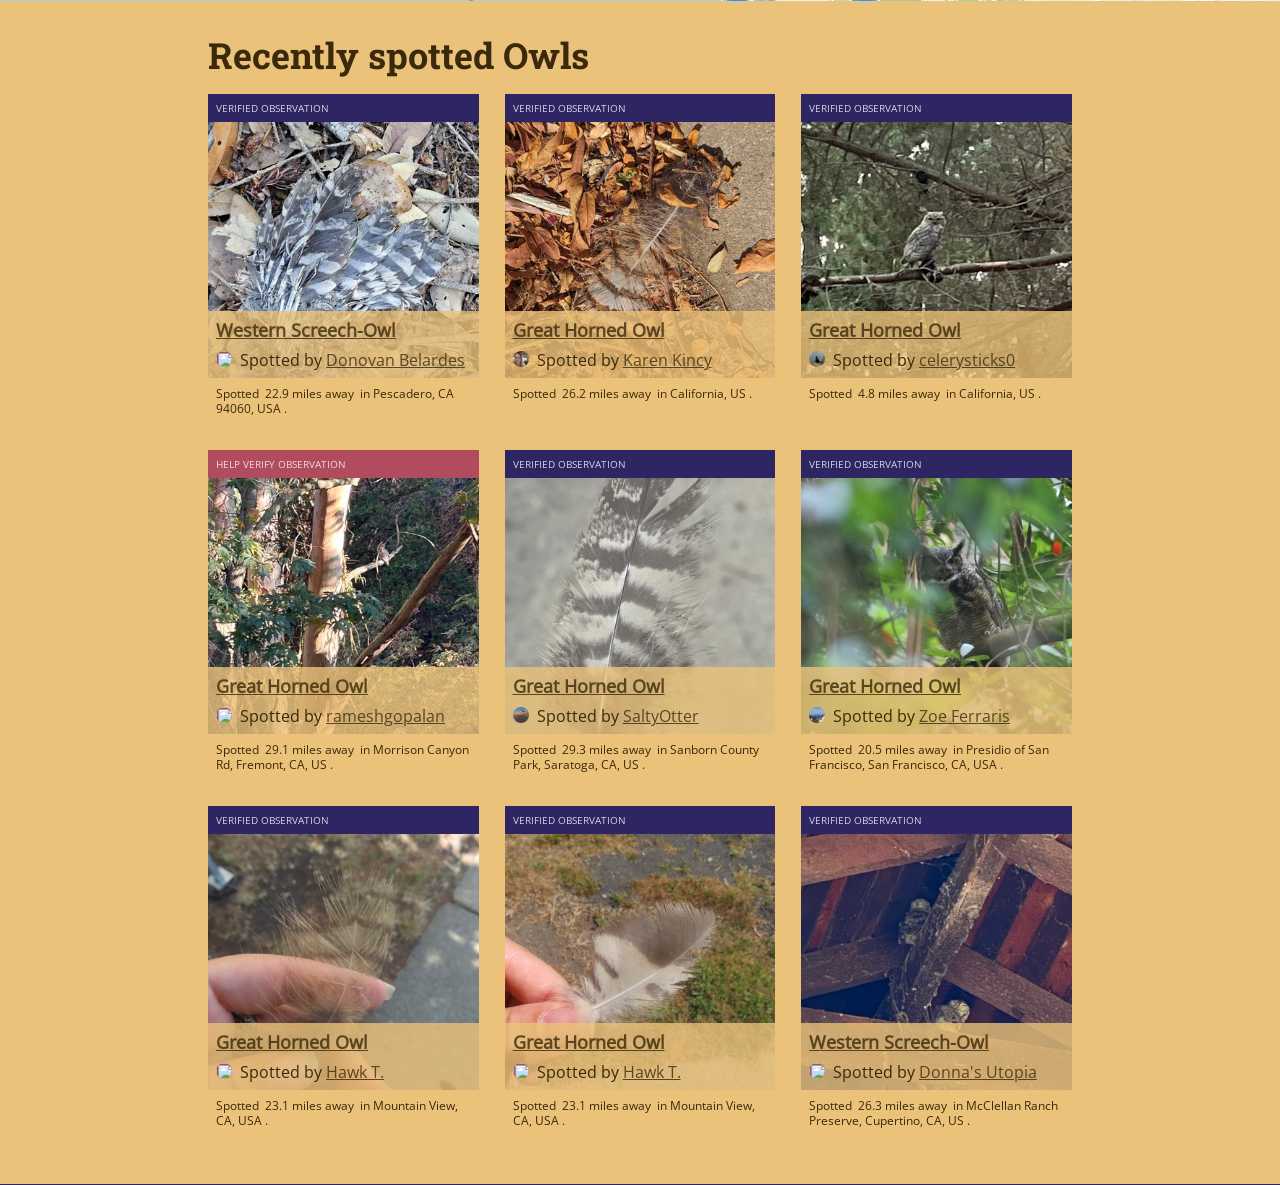 Recently spotted Owls
VERIFIED OBSERVATION
Western Screech-Owl
Spotted by Donovan Belardes
Spotted 22.9 miles away in Pescadero, CA
94060, USA .
VERIFIED OBSERVATION
Great Horned Owl
Spotted by Karen Kincy
Spotted 26.2 miles away in California, US .
VERIFIED OBSERVATION
Great Horned Owl
Spotted by celerysticks0
Spotted 4.8 miles away in California, US .
HELP VERIFY OBSERVATION
Great Horned Owl
Spotted by rameshgopalan
Spotted 29.1 miles away in Morrison Canyon
Rd, Fremont, CA, US .
VERIFIED OBSERVATION
Great Horned Owl
Spotted by SaltyOtter
Spotted 29.3 miles away in Sanborn County
Park, Saratoga, CA, US .
VERIFIED OBSERVATION
Great Horned Owl
Spotted by Zoe Ferraris
Spotted 20.5 miles away in Presidio of San
Francisco, San Francisco, CA, USA .
VERIFIED OBSERVATION
Great Horned Owl
Spotted by Hawk T.
Spotted 23.1 miles away in Mountain View,
CA, USA .
VERIFIED OBSERVATION
Great Horned Owl
Spotted by Hawk T.
Spotted 23.1 miles away in Mountain View,
CA, USA .
VERIFIED OBSERVATION
Western Screech-Owl
Spotted by Donna's Utopia
Spotted 26.3 miles away in McClellan Ranch
Preserve, Cupertino, CA, US .